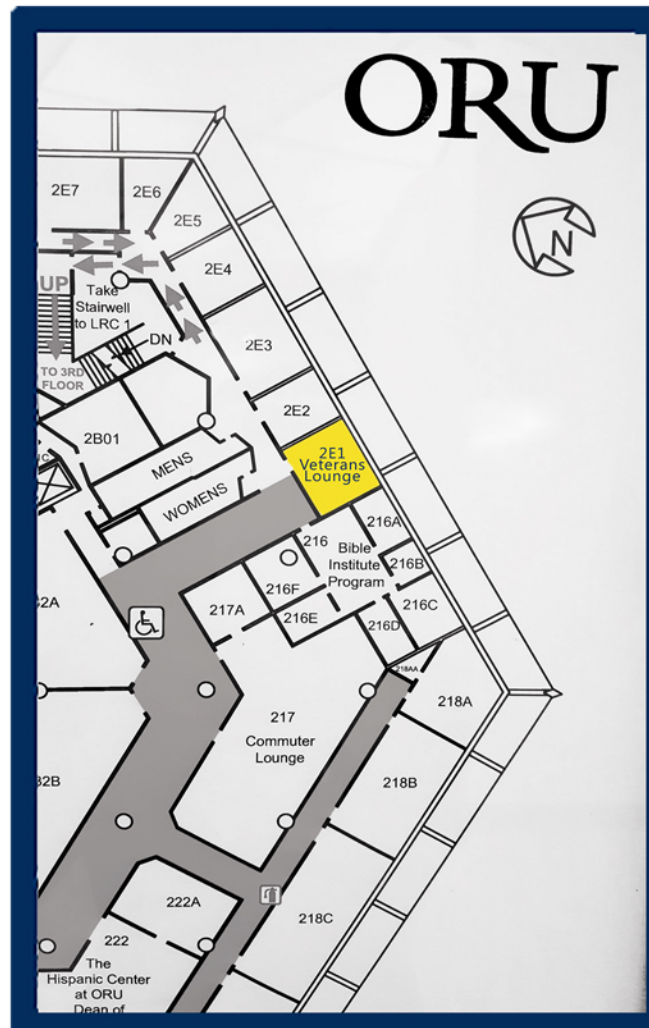 ORU
N
2E7
2E6
2E5
2E4
UP
Take
Stairwell
to LRC 1
DN
2E3
TO 3RD
FLOOR
2E2
2B01
2E1
Veterans
Lounge
MENS
WOMENS
216A
216
Bible
Institute
Program
216B
216F
216C
217A
216E
216D
218AA
218A
217
Commuter
Lounge
218B
222A
218C
222
The
Hispanic Center
at ORU
Dean of